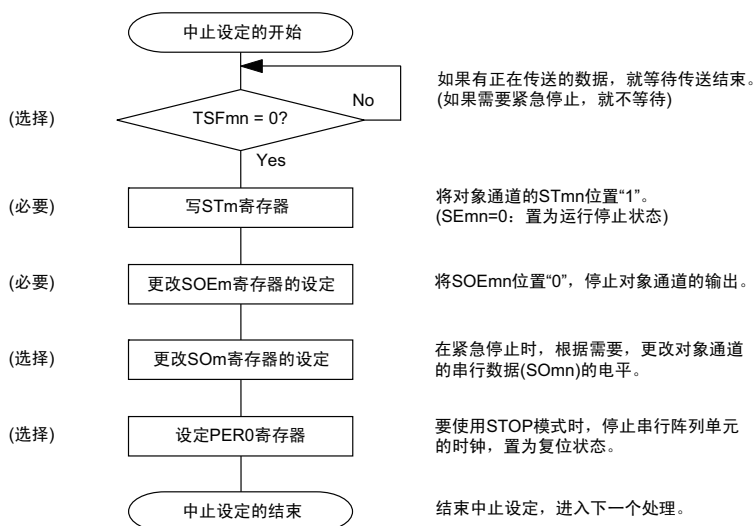 中止设定的开始
如果有正在传送的数据，就等待传送结束。
(如果需要紧急停止，就不等待)
No
(选择)
TSFmn = 0?
Yes
(必要)
写STm寄存器
将对象通道的STmn位置“1”。
(SEmn=0：置为运行停止状态)
(必要)
更改SOEm寄存器的设定
将SOEmn位置“0”，停止对象通道的输出。
(选择)
更改SOm寄存器的设定
在紧急停止时，根据需要，更改对象通道
的串行数据(SOmn)的电平。
(选择)
设定PER0寄存器
要使用STOP模式时，停止串行阵列单元
的时钟，置为复位状态。
中止设定的结束
结束中止设定，进入下一个处理。